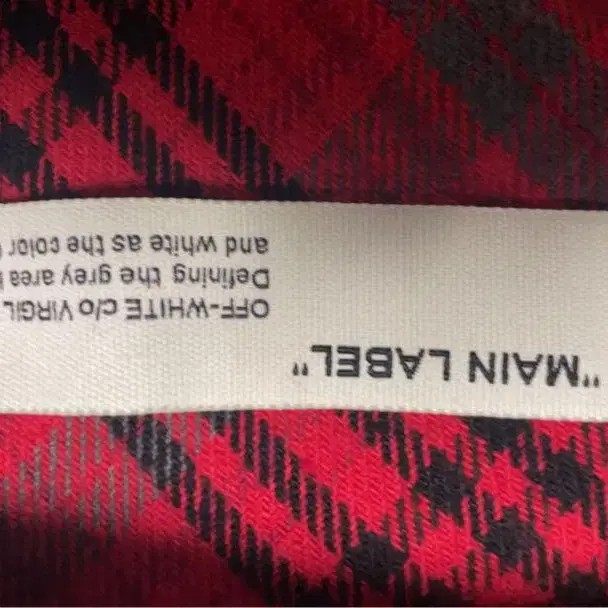 "MAIN LABEL"
OFF-WHITE c/o VIRGIL
Defining the grey area
and white as the color